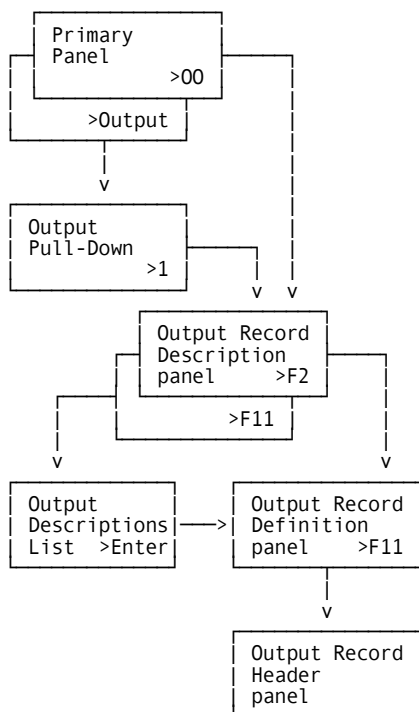 Primary
Panel
>OO
>Output
v
Output
Pull-Down
>1
v v
Output Record
Description
panel >F2
>F11
v v
Output
Descriptions
List >Enter
>
Output Record
Definition
panel >F11
v
Output Record
Header
panel